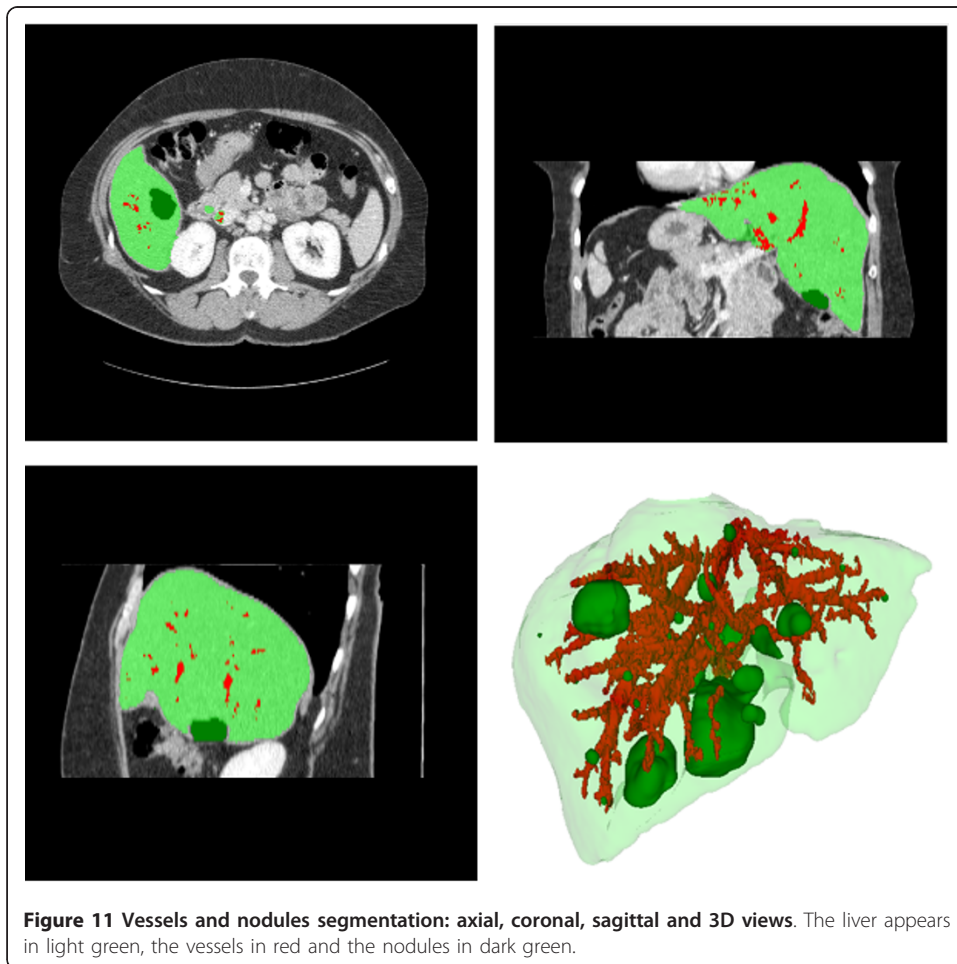 Figure 11 Vessels and nodules segmentation: axial, coronal, sagittal and 3D views. The liver appears
in light green, the vessels in red and the nodules in dark green.